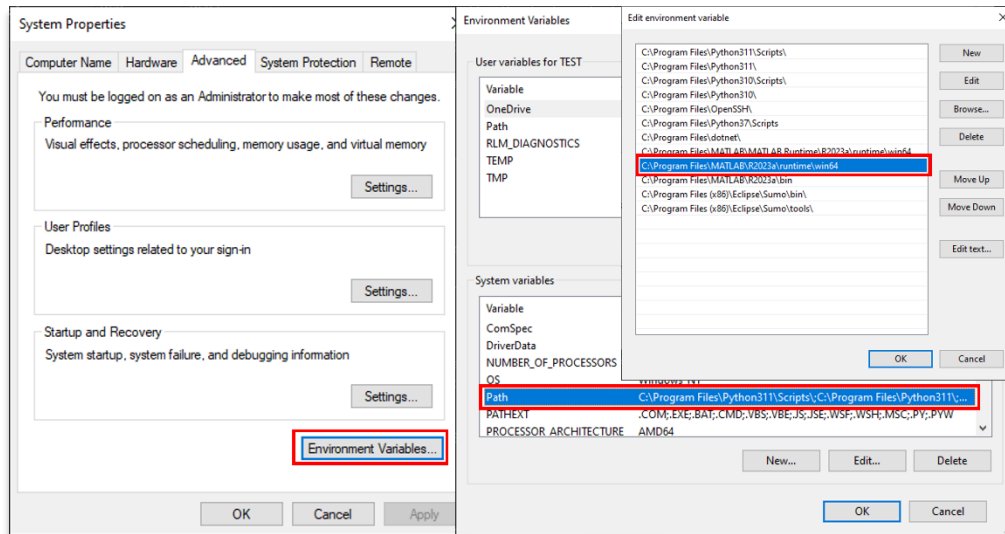 System Properties
Computer Name Hardware Advanced System Protection Remote
You must be logged on as an Administrator to make most of these changes.
Performance
Visual effects, processor scheduling, memory usage, and virtual memory
Settings...
User Profiles
Desktop settings related to your sign-in
Settings...
Startup and Recovery
System startup, system failure, and debugging information
Settings...
Environment Variables...
OK Cancel Apply
Environment Variables
User variables for TEST
Variable
OneDrive
Path
RLM_DIAGNOSTICS
TEMP
TMP
System variables
Variable
ComSpec
DriverData
NUMBER_OF_PROCESSORS
OS Windows_NT
Path C:\Program Files\Python311\Scripts\;C:\Program Files\Python311\;...
PATHEXT .COM;.EXE;.BAT;.CMD;.VBS;.VBE;.JS;.JSE;.WSF;.WSH;.MSC;.PY;.PYW
PROCESSOR_ARCHITECTURE AMD64
New... Edit... Delete
OK Cancel
Edit environment variable
C:\Program Files\Python311\Scripts\
C:\Program Files\Python311\
C:\Program Files\Python310\Scripts\
C:\Program Files\Python310\
C:\Program Files\OpenSSH\
C:\Program Files\Python37\Scripts
C:\Program Files\dotnet\
C:\Program Files\MATLAB\MATLAB Runtime\R2023a\runtime\win64
C:\Program Files\MATLAB\R2023a\runtime\win64
C:\Program Files\MATLAB\R2023a\bin
C:\Program Files (x86)\Eclipse\Sumo\bin\
C:\Program Files (x86)\Eclipse\Sumo\tools\
New
Edit
Browse...
Delete
Move Up
Move Down
Edit text...
OK Cancel